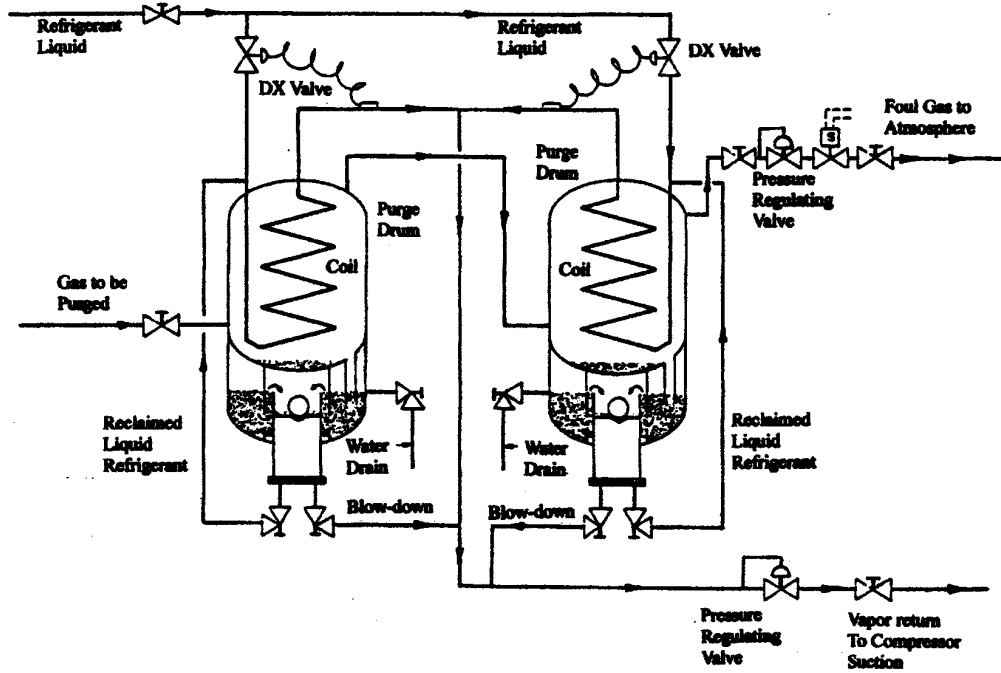 Refrigerant
Liquid
Refrigerant
Liquid
DX Valve
DX Valve
Foul Gas to
Atmosphere
S
Purge
Drum
Pressure
Regulating
Valve
Purge
Drum
Coil
Coil
Gas to be
Purged
Reclaimed
Liquid
Refrigerant
Water
Drain
Water
Drain
Reclaimed
Liquid
Refrigerant
Blow-down
Blow-down
Pressure
Regulating
Valve
Vapor return
To Compressor
Suction